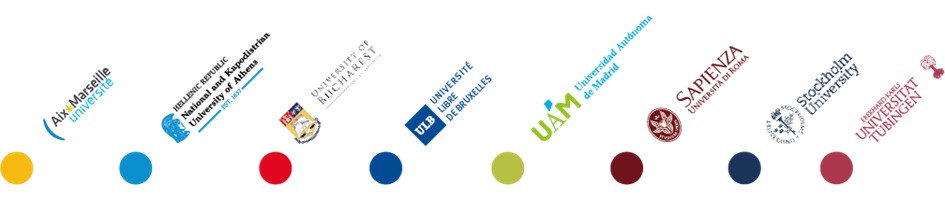 Aix*Marseille
université
HELLENIC REPUBLIC
National and Kapodistrian
University of Athens
EST. 1837
UNIVERSITY OF
BUCHAREST
ULB
UNIVERSITÉ
LIBRE
DE BRUXELLES
UAM
Universidad Autónoma
de Madrid
SAPIENZA
UNIVERSITÀ DI ROMA
Stockholm
University
EBERHARD KARLS
UNIVERSITÄT
TÜBINGEN